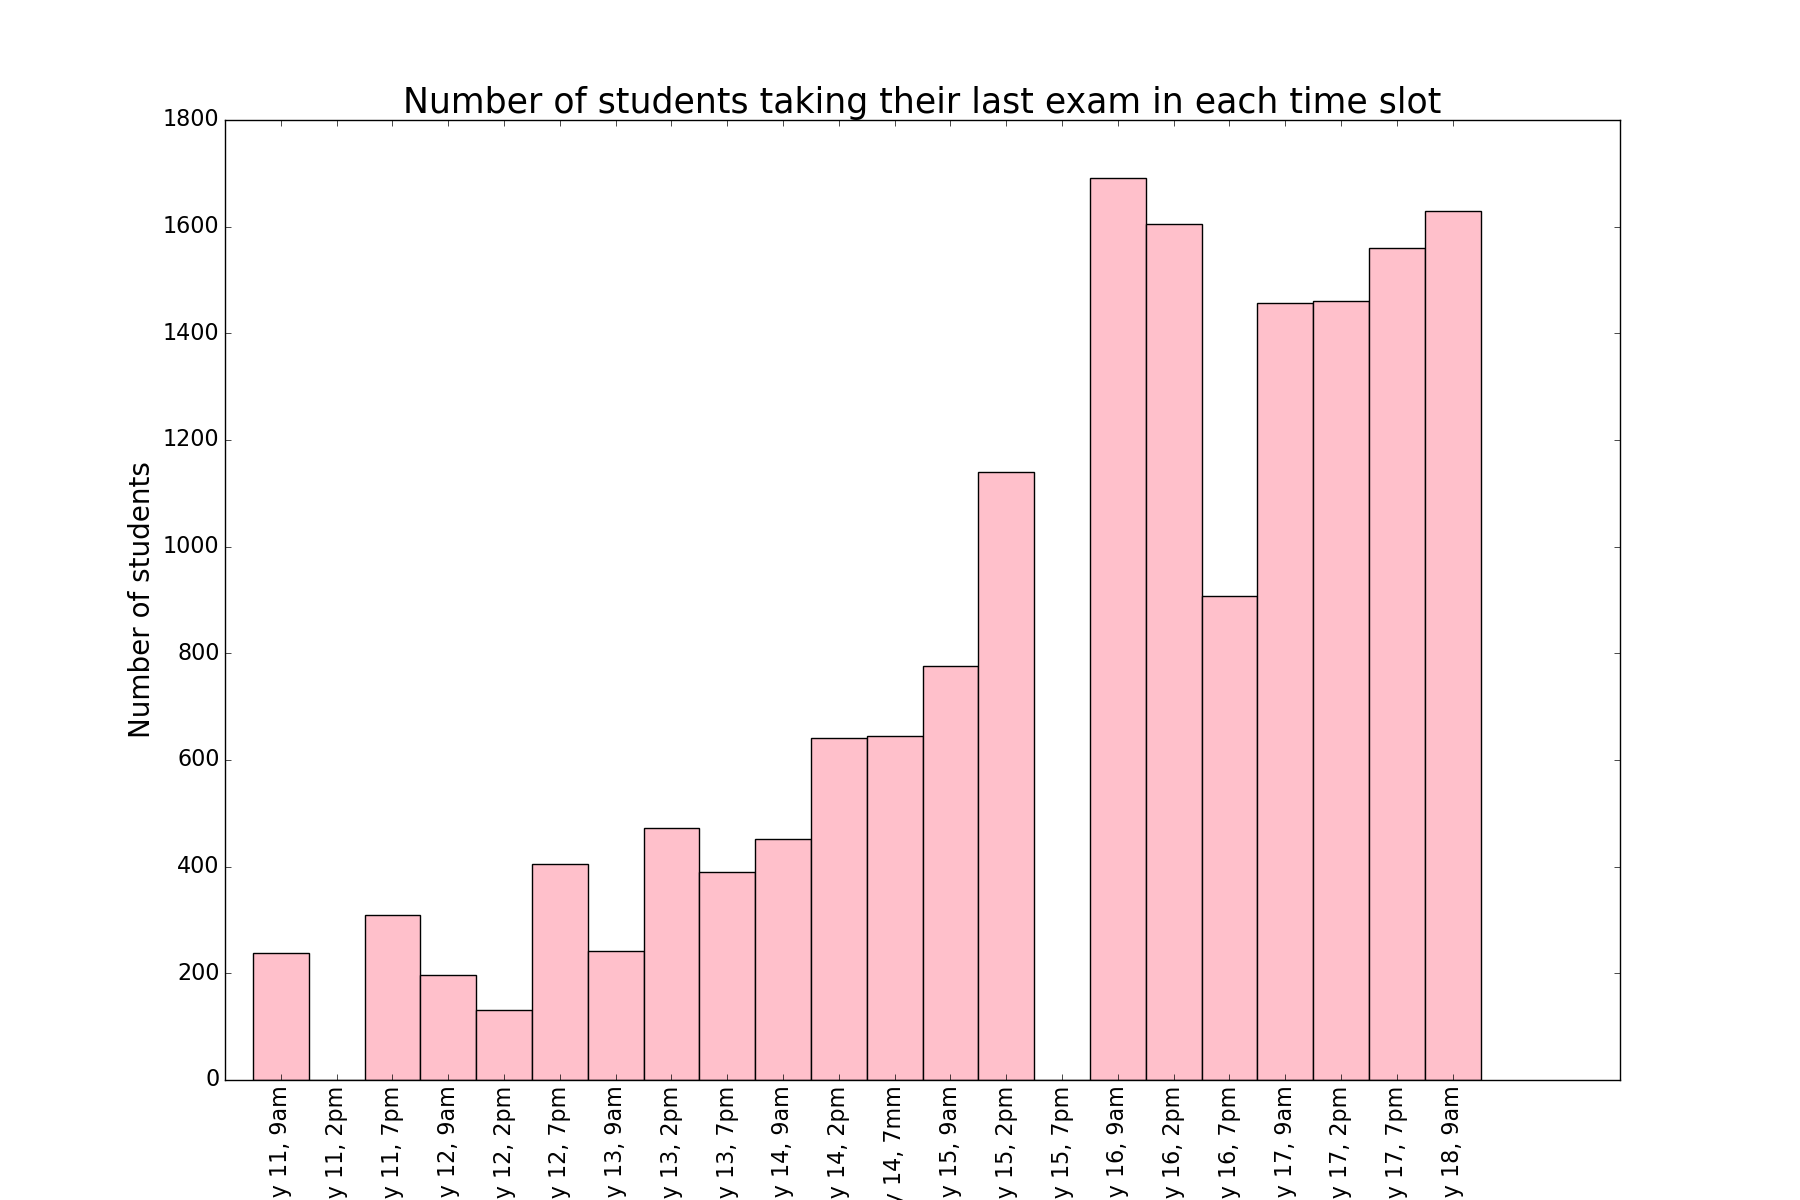 Number of students taking their last exam in each time slot
Number of students
1800
1600
1400
1200
1000
800
600
400
200
0
y 11, 9am
y 11, 2pm
y 11, 7pm
y 12, 9am
y 12, 2pm
y 12, 7pm
y 13, 9am
y 13, 2pm
y 13, 7pm
y 14, 9am
y 14, 2pm
y 14, 7mm
y 15, 9am
y 15, 2pm
y 15, 7pm
y 16, 9am
y 16, 2pm
y 16, 7pm
y 17, 9am
y 17, 2pm
y 17, 7pm
y 18, 9am